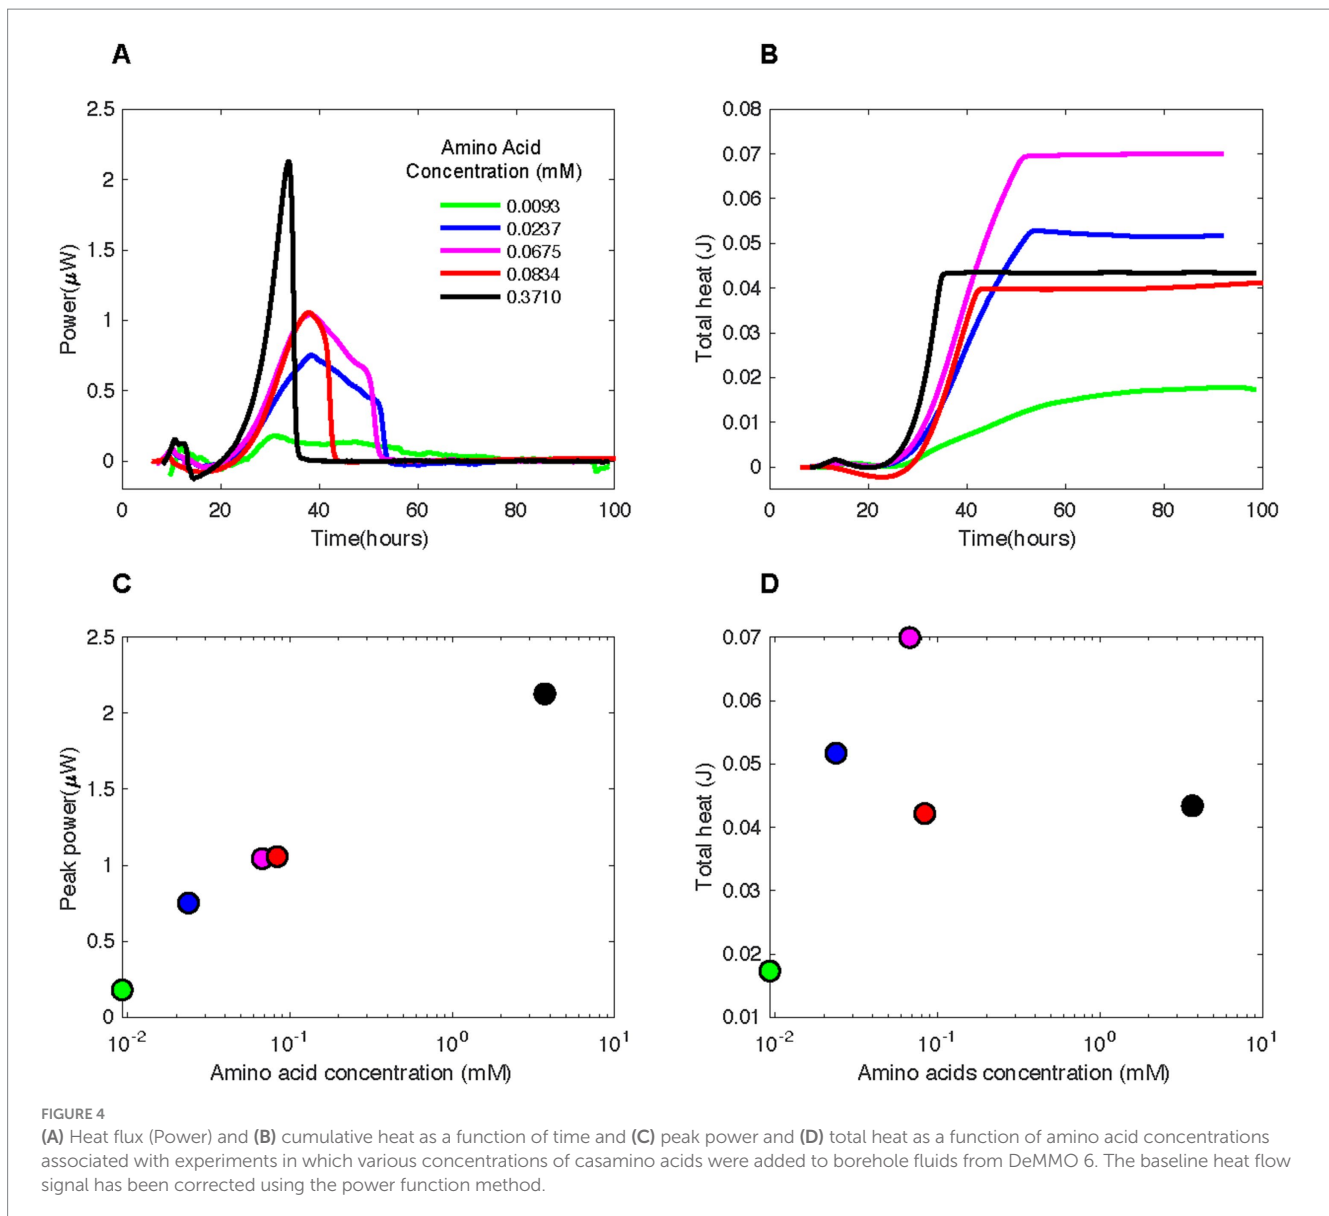 A
2.5
2
1.5
1
0.5
0
Power(μW)
0 20 40 60 80 100
Time(hours)
Amino Acid
Concentration (mM)
0.0093
0.0237
0.0675
0.0834
0.3710
B
0.08
0.07
0.06
0.05
0.04
0.03
0.02
0.01
0
Total heat (J)
0 20 40 60 80 100
Time(hours)
C
2.5
2
1.5
1
0.5
0
Peak power(μW)
10⁻² 10⁻¹ 10⁰ 10¹
Amino acid concentration (mM)
D
0.07
0.06
0.05
0.04
0.03
0.02
0.01
Total heat (J)
10⁻² 10⁻¹ 10⁰ 10¹
Amino acids concentration (mM)
FIGURE 4
(A) Heat flux (Power) and (B) cumulative heat as a function of time and (C) peak power and (D) total heat as a function of amino acid concentrations
associated with experiments in which various concentrations of casamino acids were added to borehole fluids from DeMMO 6. The baseline heat flow
signal has been corrected using the power function method.